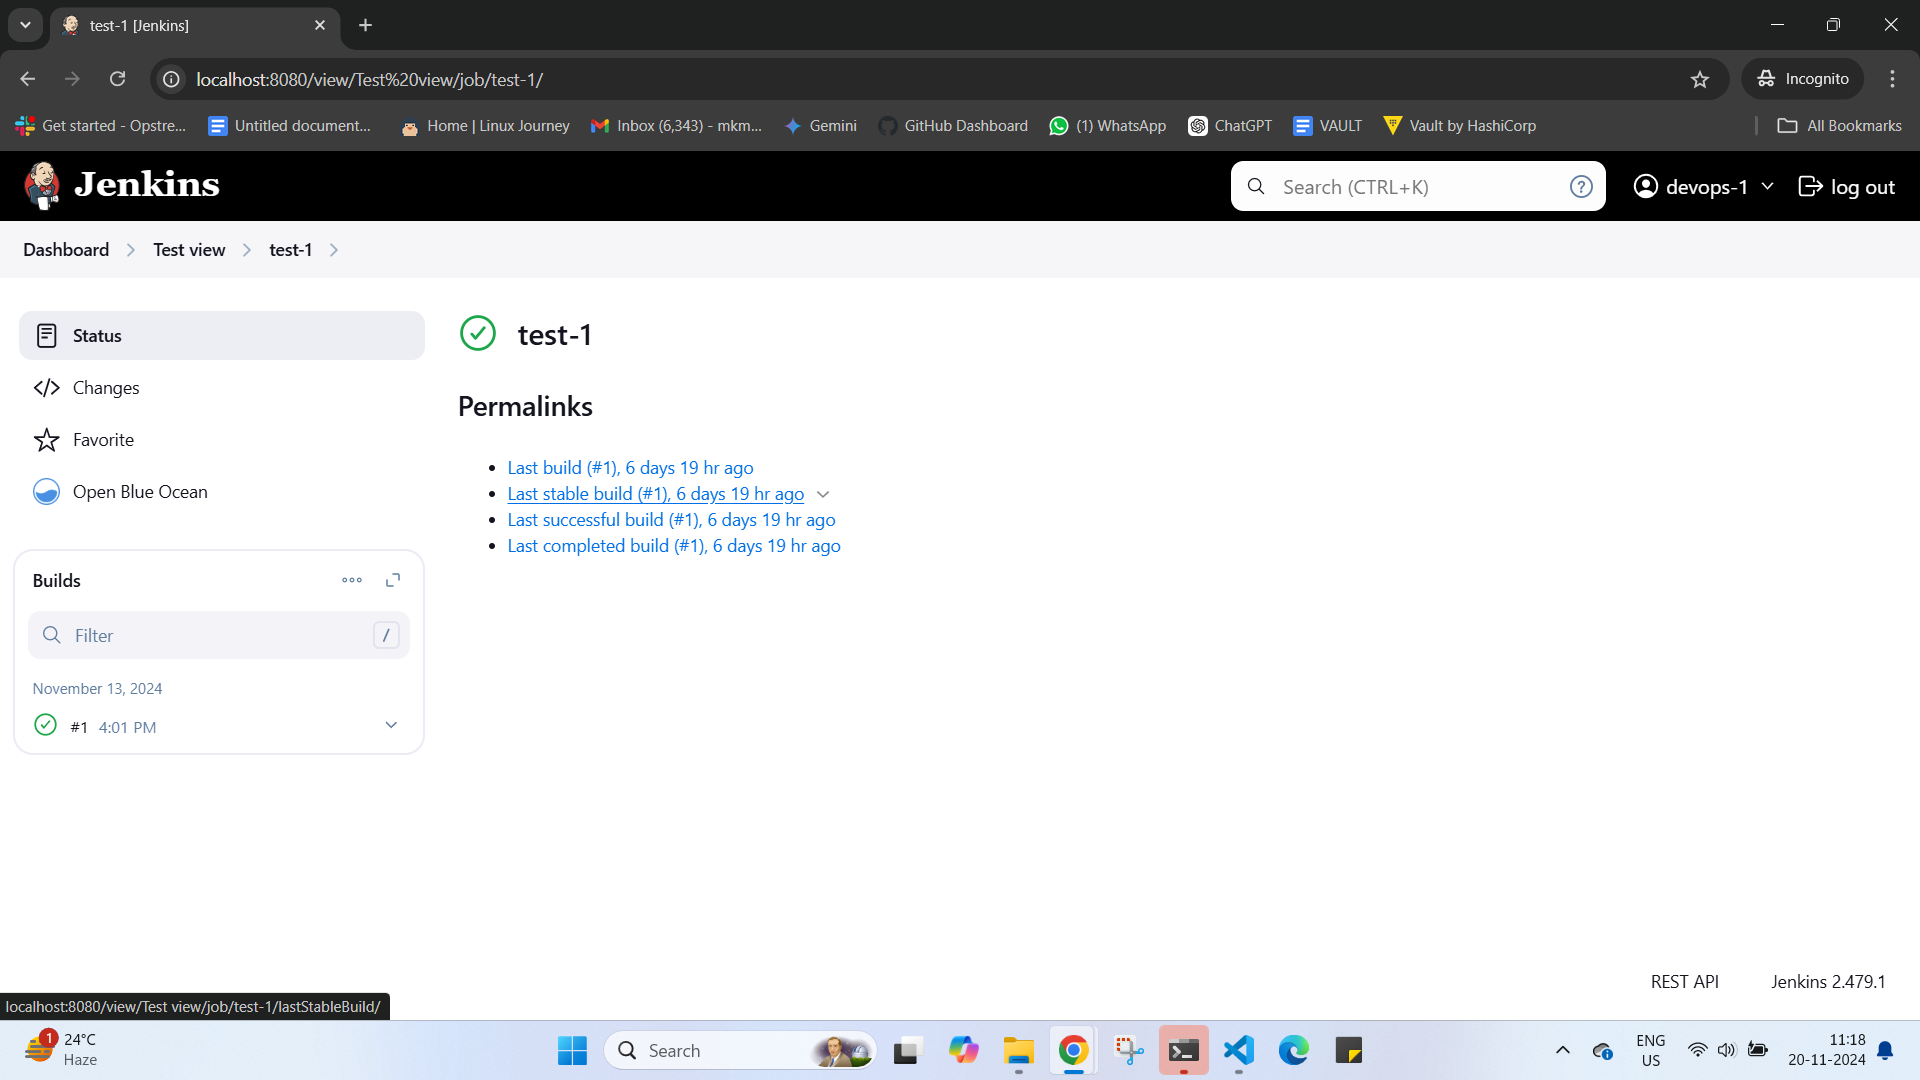 test-1 [Jenkins]
localhost:8080/view/Test%20view/job/test-1/
Incognito
Get started - Opstre...
Untitled document...
Home | Linux Journey
Inbox (6,343) - mkm...
Gemini
GitHub Dashboard
(1) WhatsApp
ChatGPT
VAULT
Vault by HashiCorp
All Bookmarks
Jenkins
Search (CTRL+K)
?
devops-1
log out
Dashboard
Test view
test-1
Status
Changes
Favorite
Open Blue Ocean
Builds
Filter
/
November 13, 2024
#1 4:01 PM
test-1
Permalinks
Last build (#1), 6 days 19 hr ago
Last stable build (#1), 6 days 19 hr ago
Last successful build (#1), 6 days 19 hr ago
Last completed build (#1), 6 days 19 hr ago
REST API
Jenkins 2.479.1
localhost:8080/view/Test view/job/test-1/lastStableBuild/
1
24°C
Haze
Search
ENG
US
11:18
20-11-2024